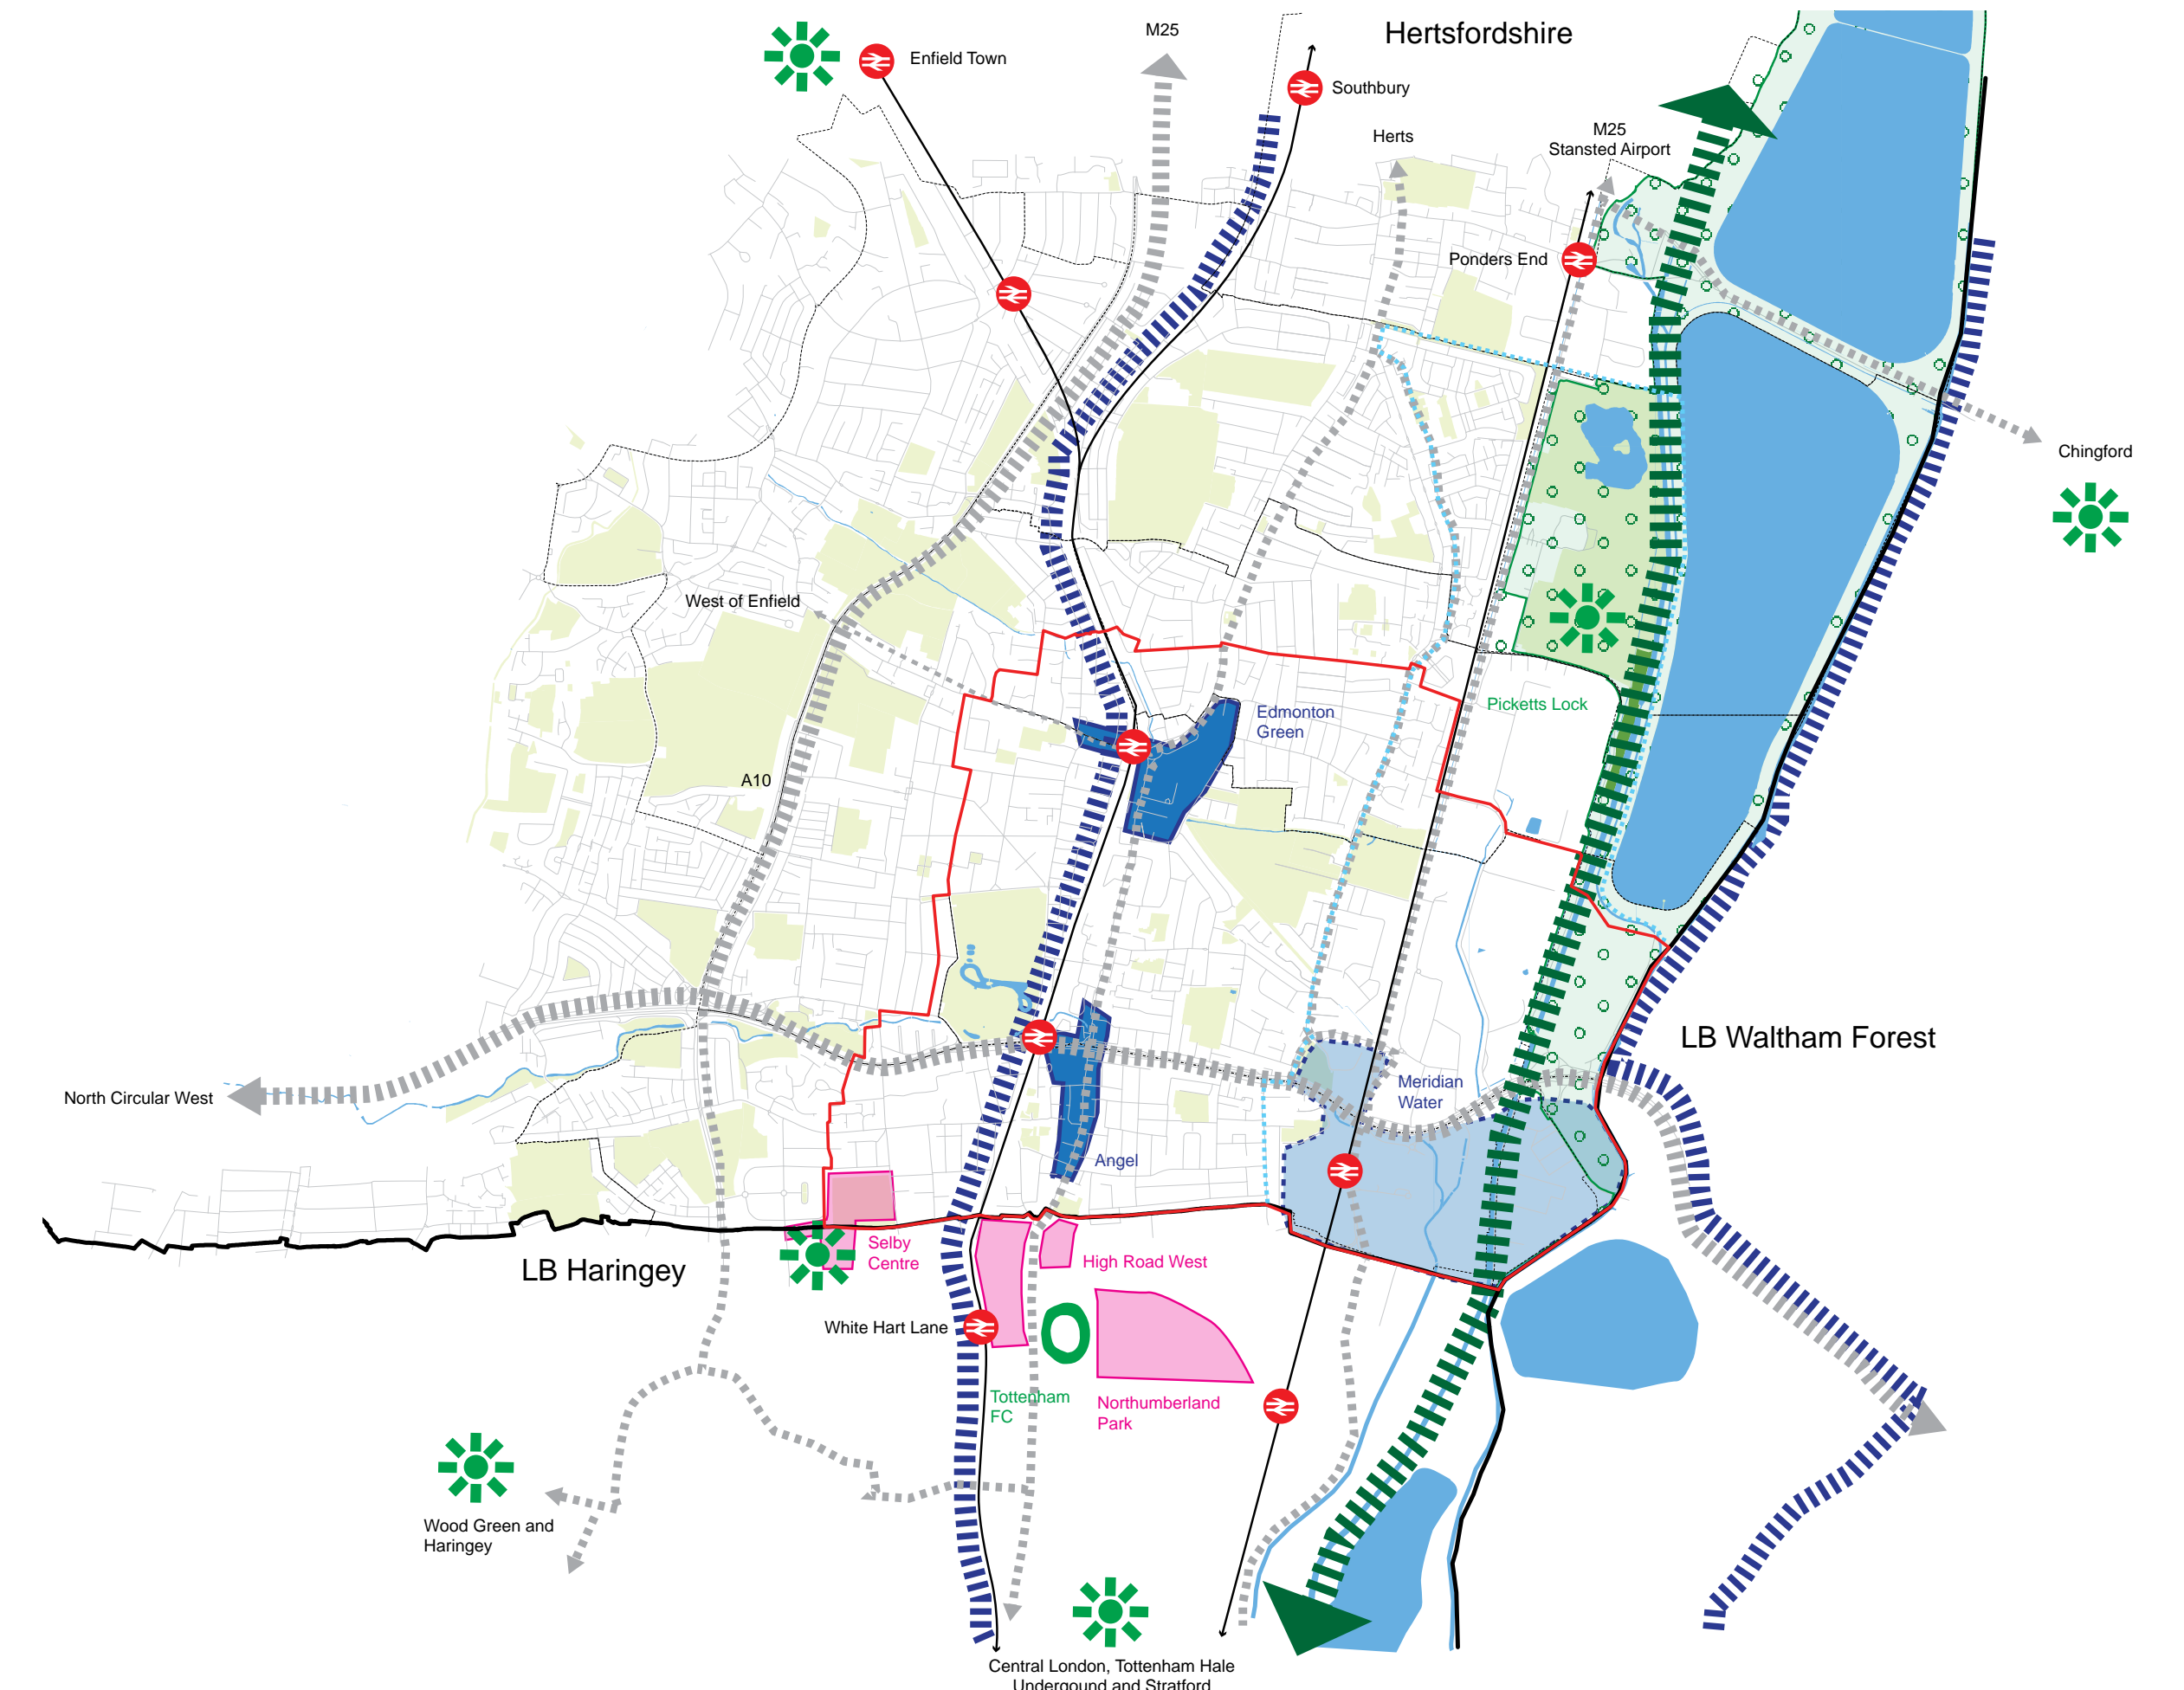 Hertsfordshire
M25
Enfield Town
Southbury
Herts
M25
Stansted Airport
Ponders End
Chingford
West of Enfield
Picketts Lock
Edmonton
Green
A10
LB Waltham Forest
Meridian
Water
North Circular West
Angel
Selby
Centre
LB Haringey
High Road West
White Hart Lane
Tottenham
FC
Northumberland
Park
Wood Green and
Haringey
Central London, Tottenham Hale
Undergound and Stratford